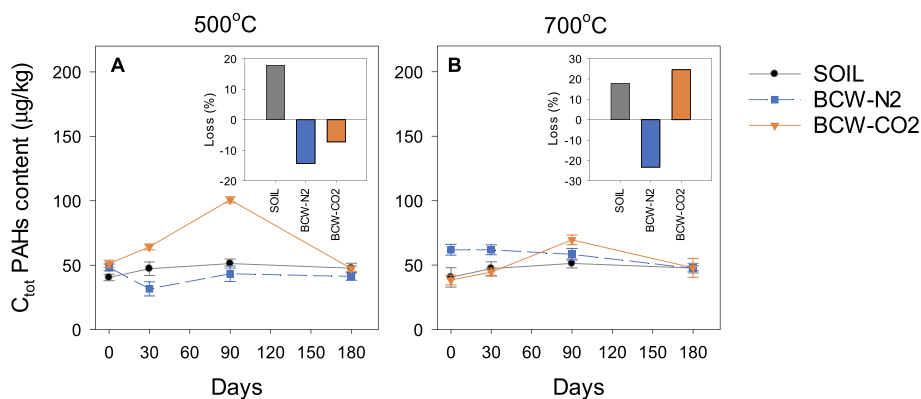 500°C
700°C
C_tot PAHs content (µg/kg)
200
150
100
50
0
A
Loss (%)
20
10
0
-10
-20
SOIL
BCW-N2
BCW-CO2
0 30 60 90 120 150 180
Days
200
150
100
50
0
B
Loss (%)
30
20
10
0
-10
-20
-30
SOIL
BCW-N2
BCW-CO2
0 30 60 90 120 150 180
Days
SOIL
BCW-N2
BCW-CO2